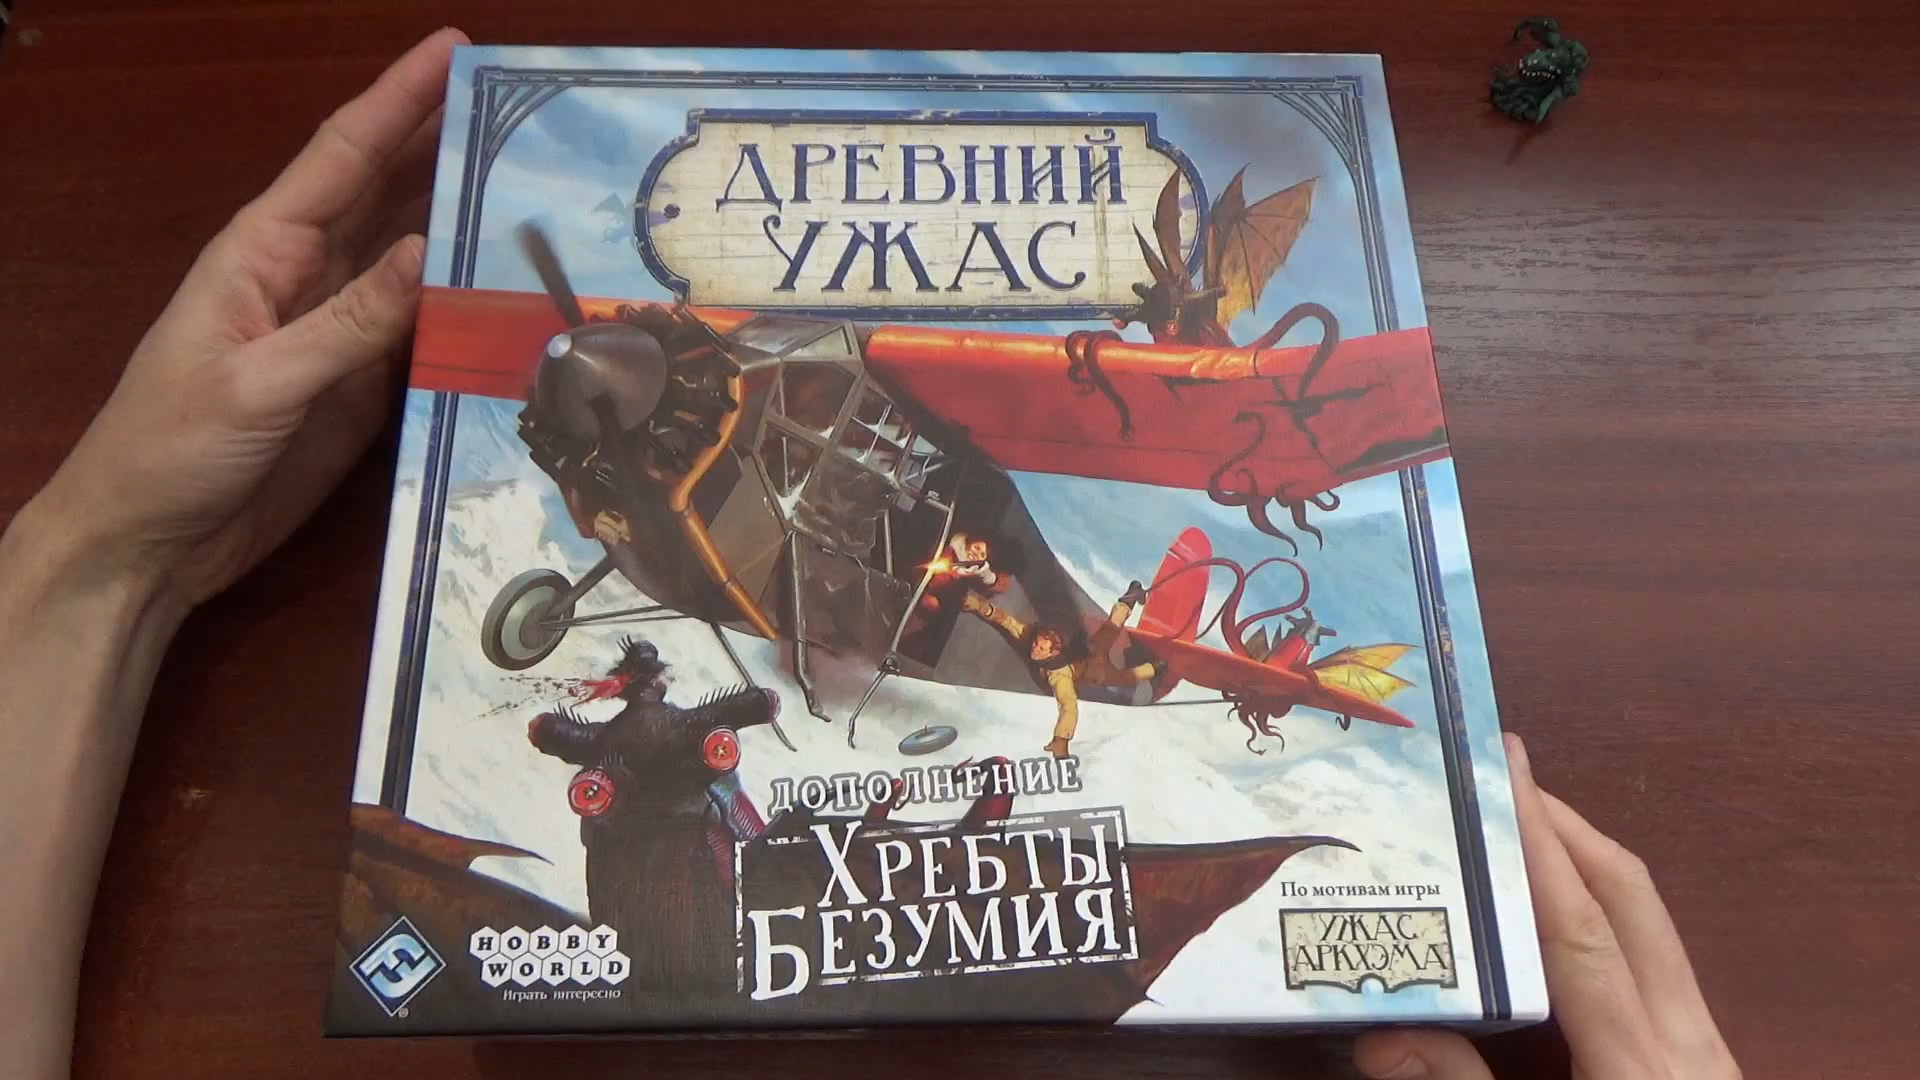 ДРЕВНИЙ
УЖАС
ДОПОЛНЕНИЕ
ХРЕБТЫ
БЕЗУМИЯ
По мотивам игры
УЖАС
АРКХЭМА
HOBBY
WORLD
Играть интересно